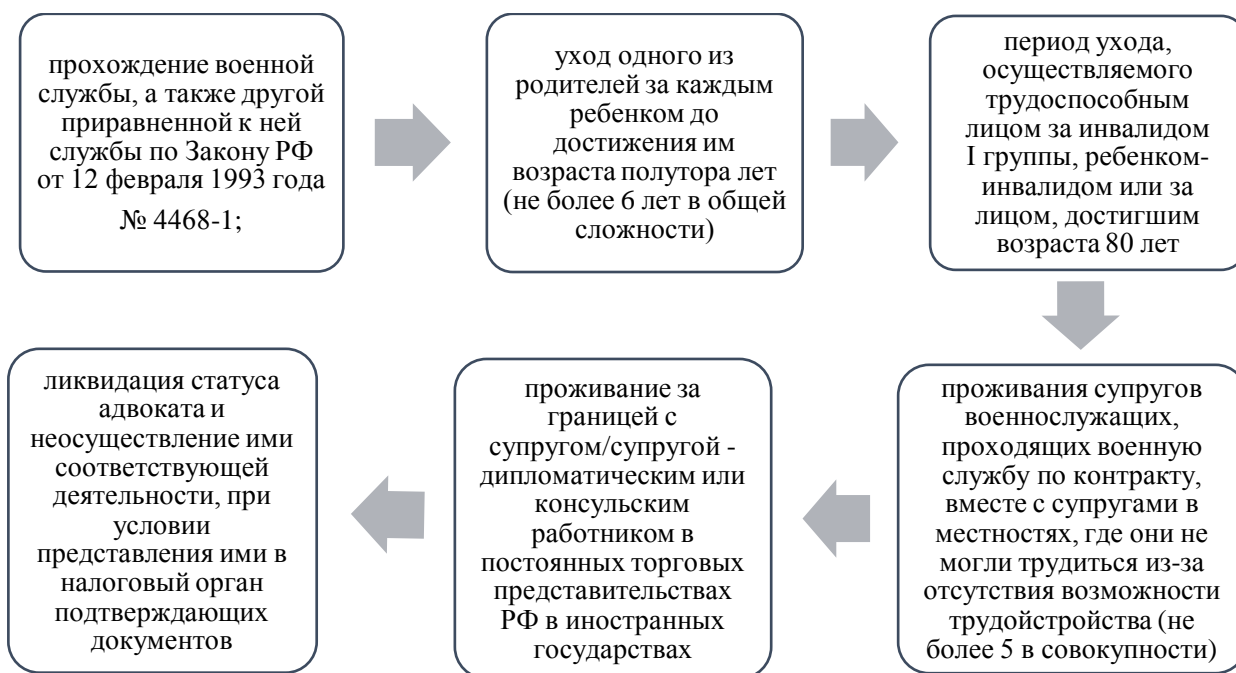 прохождение военной
службы, а также другой
приравненной к ней
службы по Закону РФ
от 12 февраля 1993 года
№ 4468-1;
уход одного из
родителей за каждым
ребенком до
достижения им
возраста полутора лет
(не более 6 лет в общей
сложности)
период ухода,
осуществляемого
трудоспособным
лицом за инвалидом
I группы, ребенком-
инвалидом или за
лицом, достигшим
возраста 80 лет
проживания супругов
военнослужащих,
проходящих военную
службу по контракту,
вместе с супругами в
местностях, где они не
могли трудиться из-за
отсутствия возможности
трудойстройства (не
более 5 в совокупности)
проживание за
границей с
супругом/супругой -
дипломатическим или
консульским
работником в
постоянных торговых
представительствах
РФ в иностранных
государствах
ликвидация статуса
адвоката и
неосуществление ими
соответствующей
деятельности, при
условии
представления ими в
налоговый орган
подтверждающих
документов